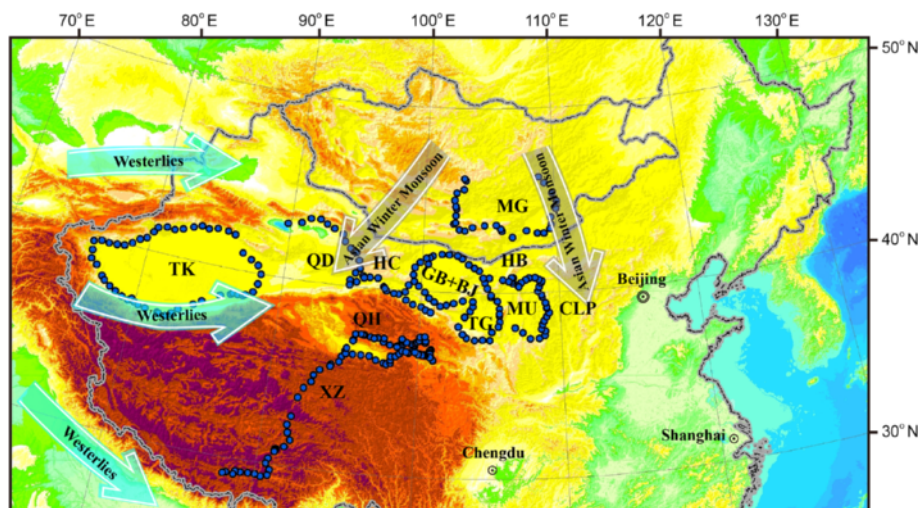 70°E 80°E 90°E 100°E 110°E 120°E 130°E
50°N
Westerlies
Asian Winter Monsoon
Asian Winter Monsoon
MG
40°N
QD HC HB
TK
GB+BJ
Beijing
MU CLP
TG
Westerlies
QH
XZ
Shanghai
30°N
Chengdu
Westerlies